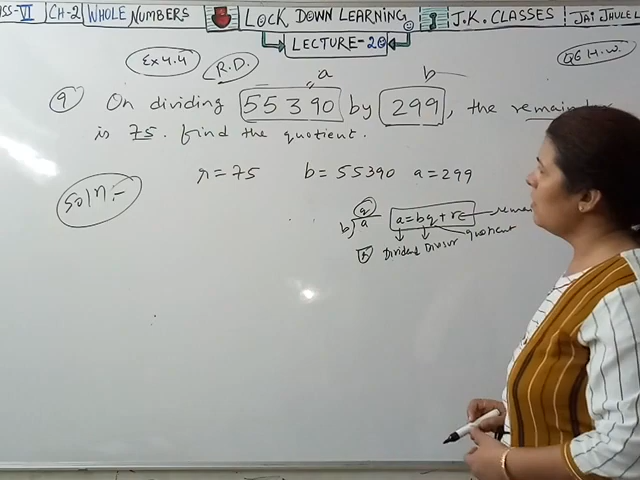 ASS-VI CH-2 WHOLE NUMBERS LOCK DOWN LEARNING J.K. CLASSES JAI JHULE
LECTURE-20
Ex 4.4 R.D. Q6 H.W.
a b
9 On dividing 55390 by 299, the remainder
is 75. find the quotient.
Soln:-
r=75 b=55390 a=299
q
b) a
r
a=bq+r remain
Dividend Divisor quotient